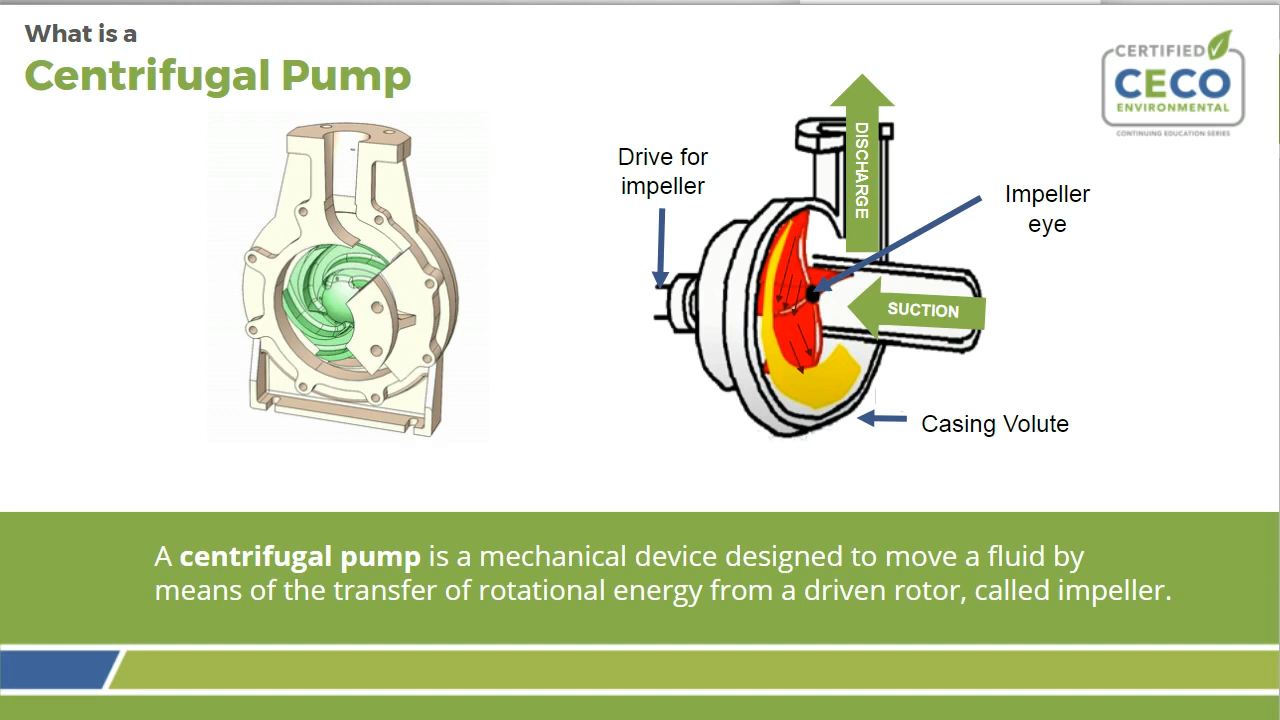 What is a
Centrifugal Pump
CERTIFIED
CECO
ENVIRONMENTAL
CONTINUING EDUCATION SERIES
Drive for
impeller
DISCHARGE
Impeller
eye
SUCTION
Casing Volute
A centrifugal pump is a mechanical device designed to move a fluid by
means of the transfer of rotational energy from a driven rotor, called impeller.